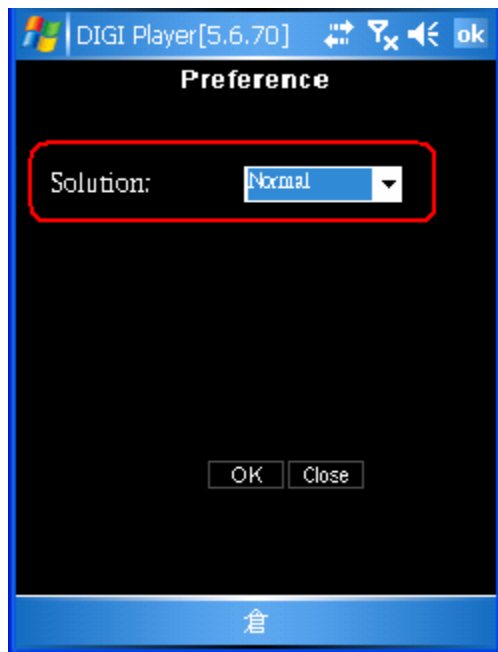 DIGI Player[5.6.70] ok
Preference
Solution: Normal
OK Close
倉